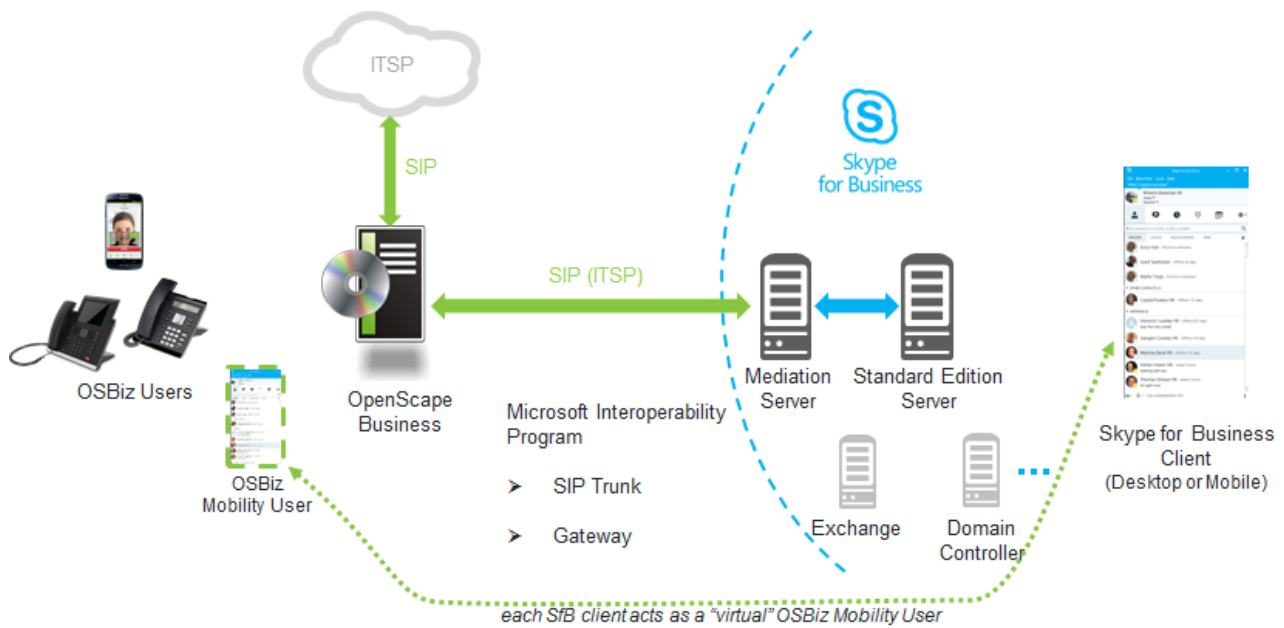 ITSP
SIP
S
Skype
for Business
SIP (ITSP)
OSBiz Users
OpenScape
Business
OSBiz
Mobility User
Microsoft Interoperability
Program
➤ SIP Trunk
➤ Gateway
Mediation
Server
Standard Edition
Server
Exchange
Domain
Controller
Skype for Business
Client
(Desktop or Mobile)
each SfB client acts as a “virtual” OSBiz Mobility User